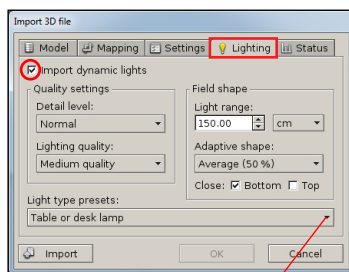 Import 3D file
Model Mapping Settings Lighting Status
Import dynamic lights
Quality settings
Detail level:
Normal
Lighting quality:
Medium quality
Field shape
Light range:
150.00 cm
Adaptive shape:
Average (50 %)
Close: Bottom Top
Light type presets:
Table or desk lamp
Import OK Cancel